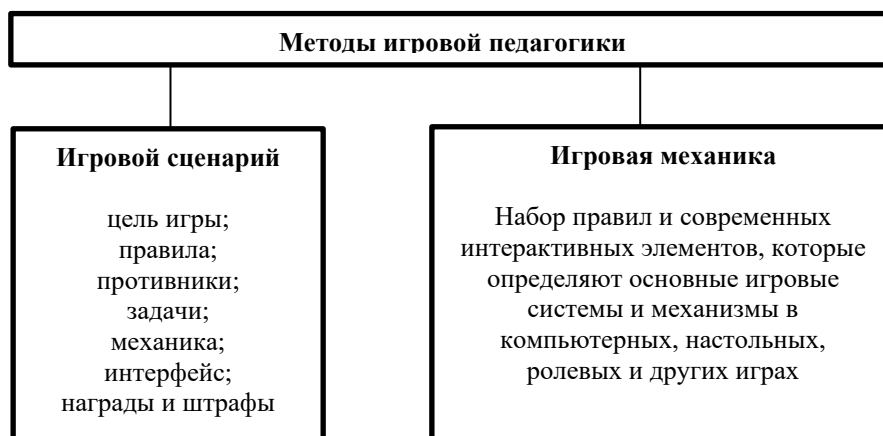 Методы игровой педагогики
Игровой сценарий
цель игры;
правила;
противники;
задачи;
механика;
интерфейс;
награды и штрафы
Игровая механика
Набор правил и современных
интерактивных элементов, которые
определяют основные игровые
системы и механизмы в
компьютерных, настольных,
ролевых и других играх